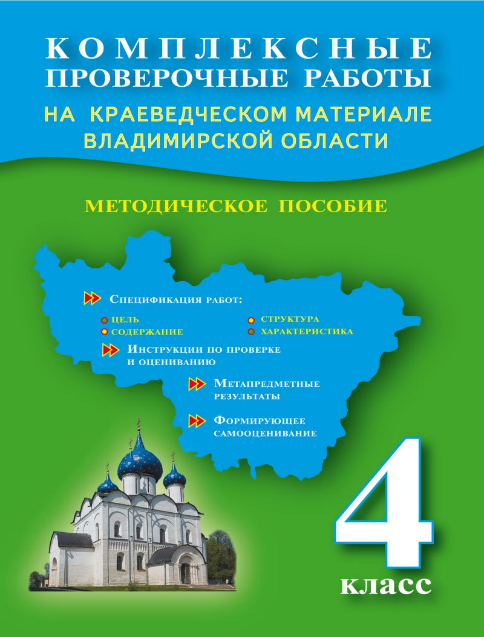 КОМПЛЕКСНЫЕ
ПРОВЕРОЧНЫЕ РАБОТЫ
НА КРАЕВЕДЧЕСКОМ МАТЕРИАЛЕ
ВЛАДИМИРСКОЙ ОБЛАСТИ
МЕТОДИЧЕСКОЕ ПОСОБИЕ
Спецификация работ:
цель
содержание
структура
характеристика
Инструкции по проверке
и оцениванию
Метапредметные
результаты
Формирующее
самооценивание
4
класс